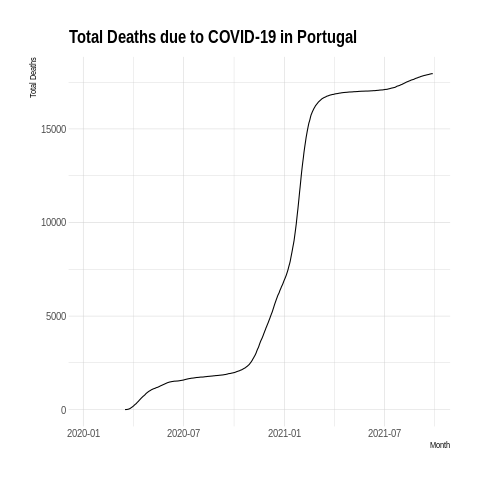 Total Deaths due to COVID-19 in Portugal
Total Deaths
15000
10000
5000
0
2020-01 2020-07 2021-01 2021-07
Month